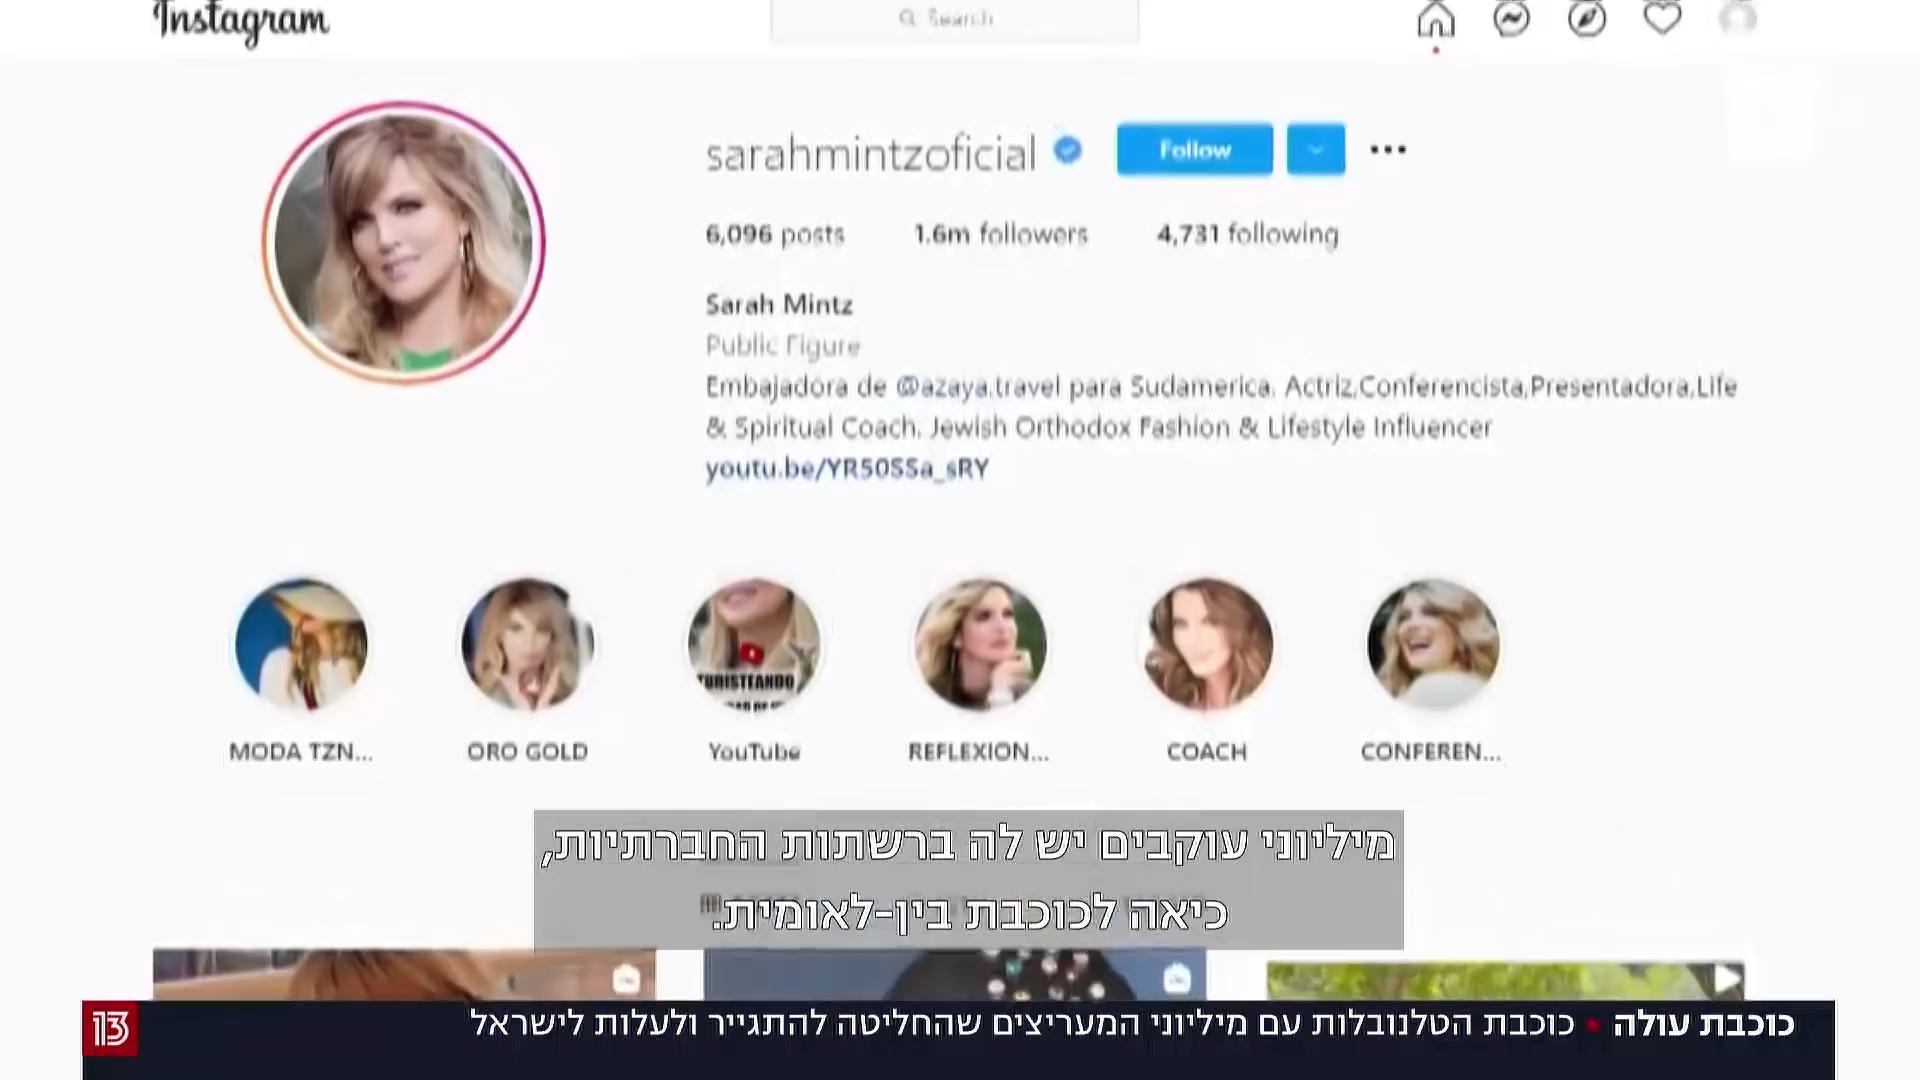 Instagram
Search
sarahmintzoficial
Follow
6,096 posts 1.6m followers 4,731 following
Sarah Mintz
Public Figure
Embajadora de @azaya.travel para Sudamerica. Actriz,Conferencista,Presentadora,Life
& Spiritual Coach. Jewish Orthodox Fashion & Lifestyle Influencer
youtu.be/YR50SSa_sRY
TURISTEANDO
MODA TZN... ORO GOLD YouTube REFLEXION... COACH CONFEREN...
מיליוני עוקבים יש לה ברשתות החברתיות,
כיאה לכוכבת בין-לאומית.
כוכבת עולה • כוכבת הטלנובלות עם מיליוני המעריצים שהחליטה להתגייר ולעלות לישראל
13